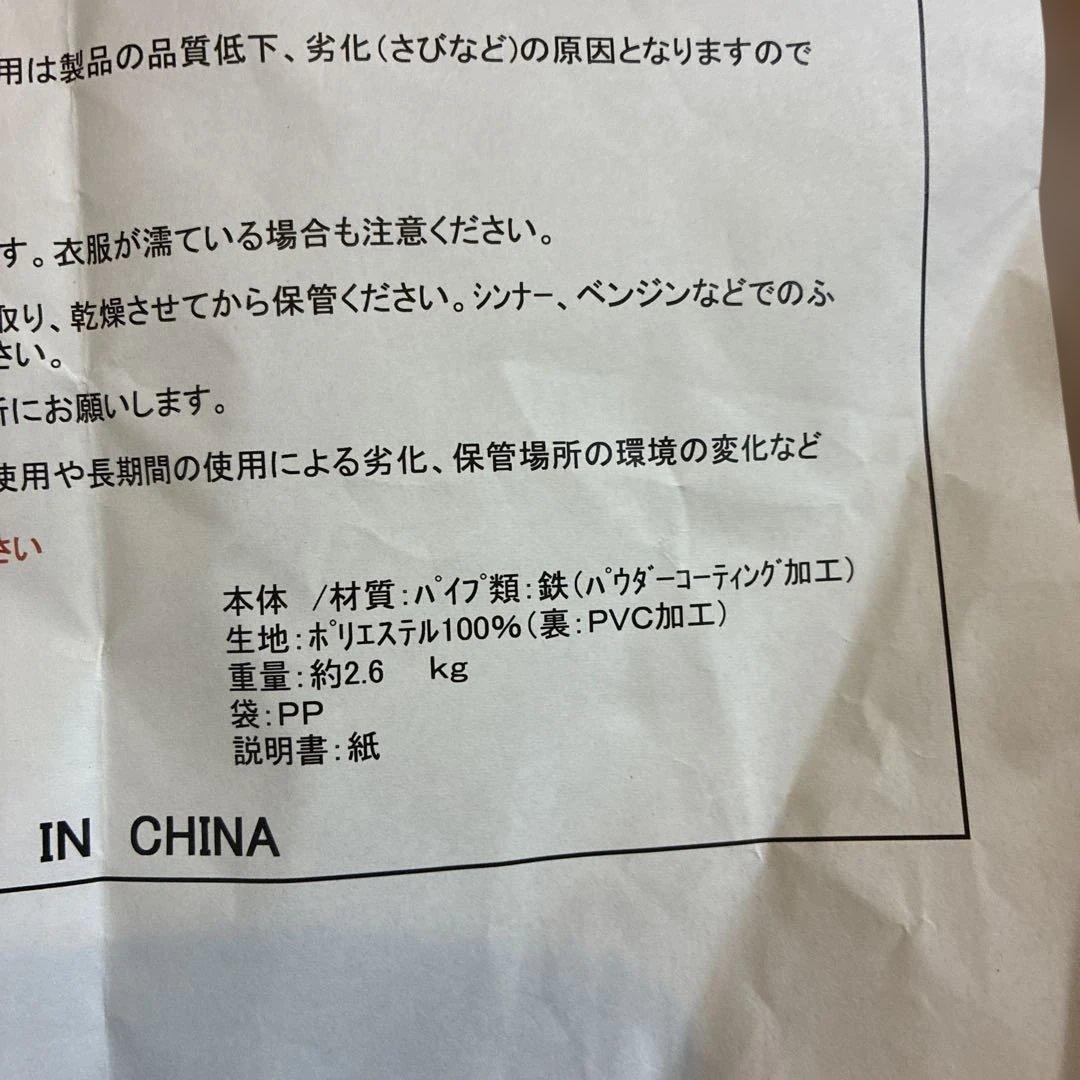 用は製品の品質低下、劣化(さびなど)の原因となりますので
す。衣服が濡ている場合も注意ください。
取り、乾燥させてから保管ください。ｼﾝﾅｰ、ベンジンなどでのふ
さい。
所にお願いします。
使用や長期間の使用による劣化、保管場所の環境の変化など
さい
本体 /材質:ﾊﾟｲﾌﾟ類:鉄(ﾊﾟｳﾀﾞｰコーティﾝｸﾞ加工)
生地:ﾎﾟﾘｴｽﾃﾙ100%(裏:PVC加工)
重量:約2.6 kg
袋:PP
説明書:紙
IN CHINA